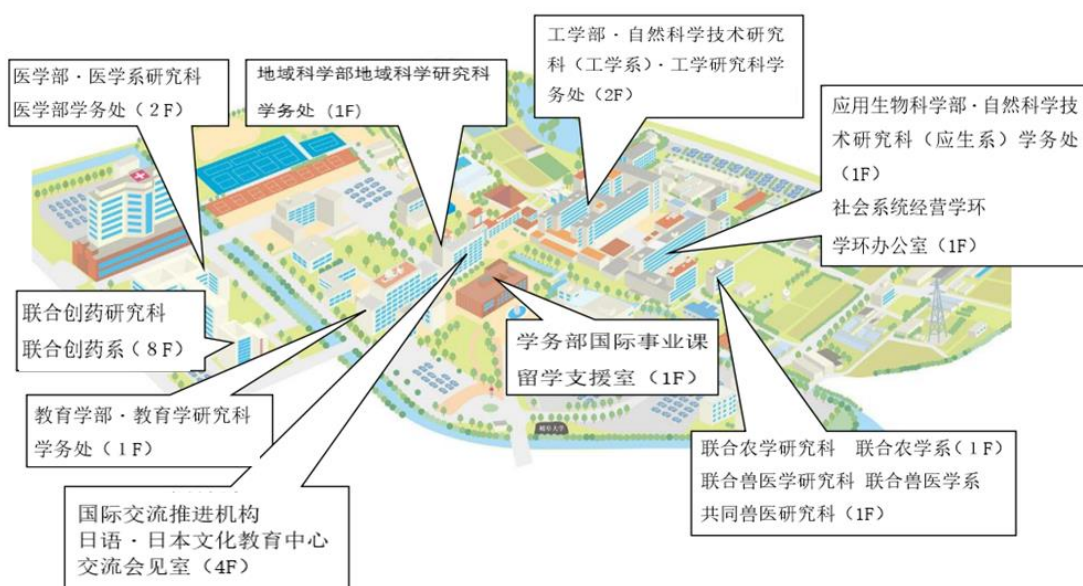 医学部·医学系研究科
医学部学务处(2F)
地域科学部地域科学研究科
学务处 (1F)
工学部·自然科学技术研究
科(工学系)·工学研究科学
务处(2F)
应用生物科学部·自然科学技
术研究科(应生系)学务处
(1F)
社会系统经营学环
学环办公室(1F)
联合创药研究科
联合创药系(8F)
学务部国际事业课
留学支援室(1F)
教育学部·教育学研究科
学务处(1F)
国际交流推进机构
日语·日本文化教育中心
交流会见室(4F)
联合农学研究科 联合农学系(1F)
联合兽医学研究科 联合兽医学系
共同兽医研究科(1F)
岐阜大学